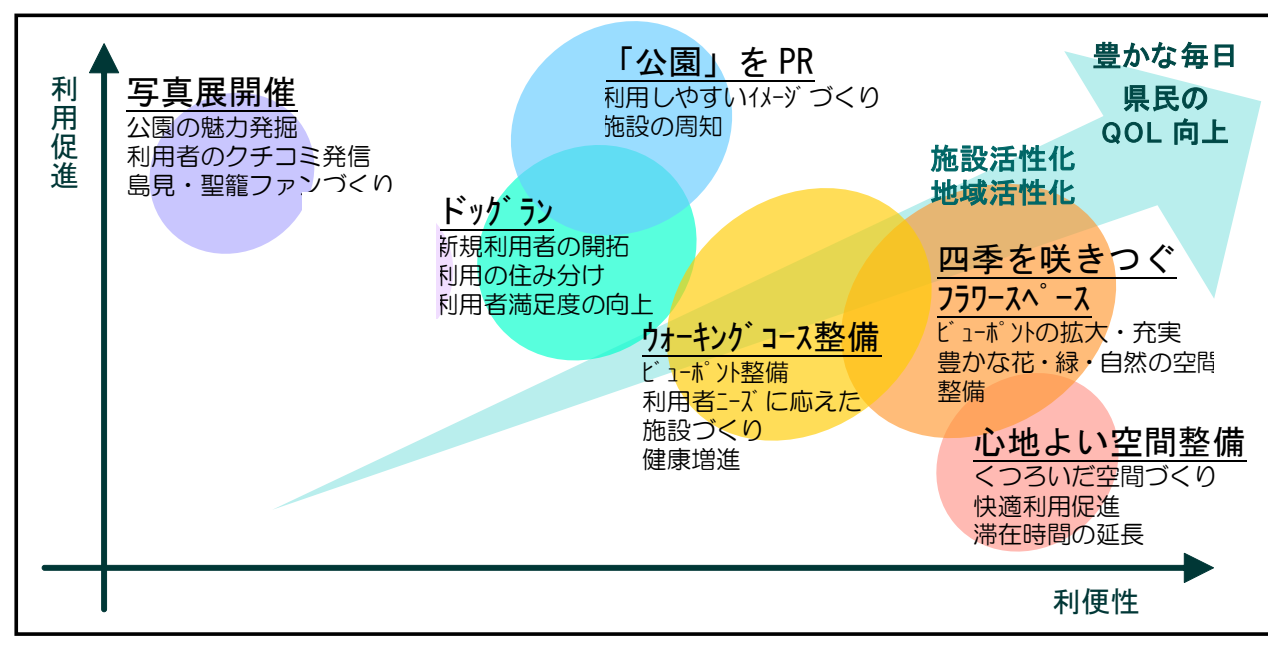 利用促進
写真展開催
公園の魅力発掘
利用者のクチコミ発信
島見・聖籠ファンづくり
「公園」をPR
利用しやすいｲﾒｰｼﾞづくり
施設の周知
ドッグラン
新規利用者の開拓
利用の住み分け
利用者満足度の向上
ｳｫｰｷﾝｸﾞｺｰｽ整備
ﾋﾞｭｰﾎﾟｲﾝﾄ整備
利用者ﾆｰｽﾞに応えた
施設づくり
健康増進
豊かな毎日
県民の
QOL 向上
施設活性化
地域活性化
四季を咲きつぐ
ﾌﾗﾜｰｽﾍﾟｰｽ
ﾋﾞｭｰﾎﾟｲﾝﾄの拡大・充実
豊かな花・緑・自然の空間
整備
心地よい空間整備
くつろいだ空間づくり
快適利用促進
滞在時間の延長
利便性